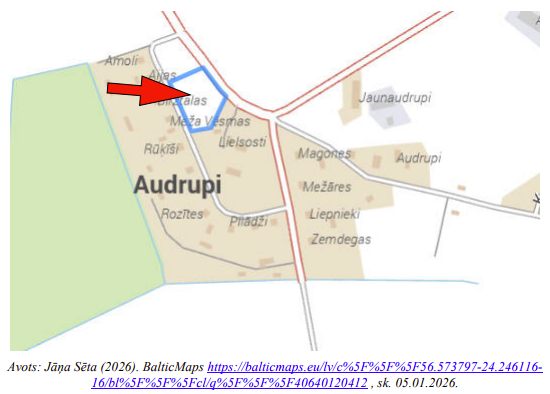 Amoli
Aljas
Birztalas
Jaunaudrupi
Meža Vēsmas
Lielsosti
Rūķīši
Magones
Audrupi
Audrupi
Mežāres
Rozītes
Pīlādži
Liepnieki
Zemdegas
Avots: Jāņa Sēta (2026). BalticMaps https://balticmaps.eu/lv/c%5F%5F%5F56.573797-24.246116-
16/bl%5F%5F%5Fcl/q%5F%5F%5F40640120412 , sk. 05.01.2026.